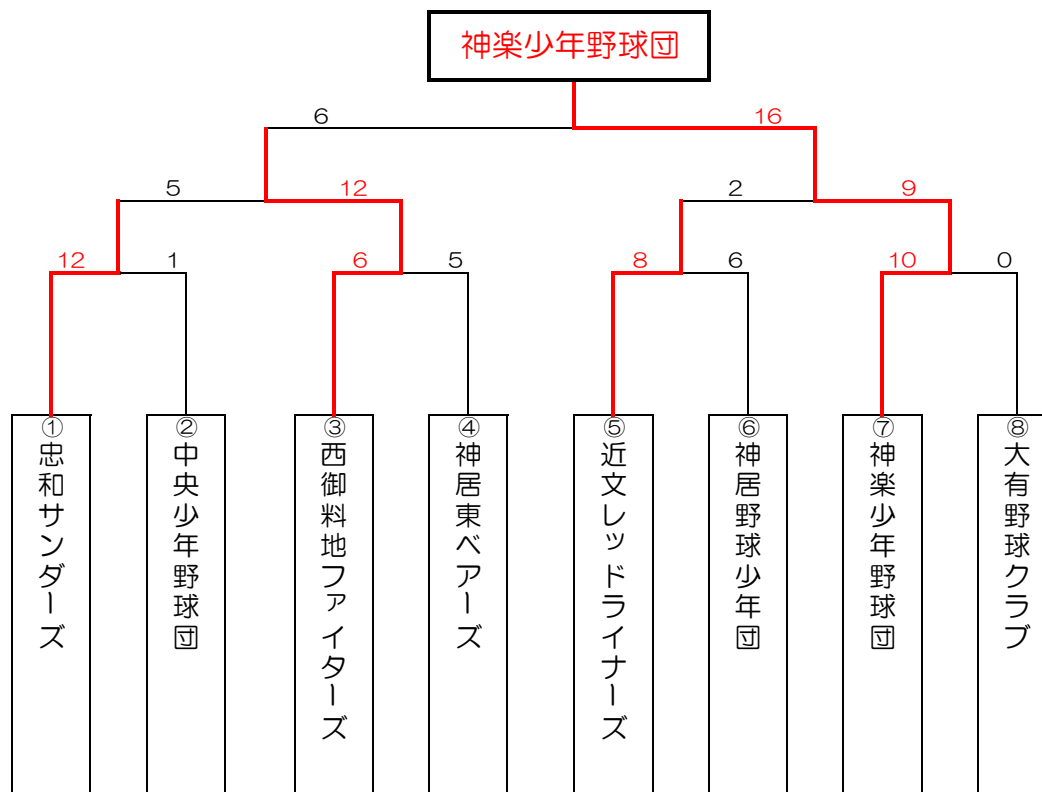 神楽少年野球団
6
16
5
12
2
9
12
1
6
5
8
6
10
0
①忠和サンダーズ
②中央少年野球団
③西御料地ファイターズ
④神居東ベアーズ
⑤近文レッドライナーズ
⑥神居野球少年団
⑦神楽少年野球団
⑧大有野球クラブ